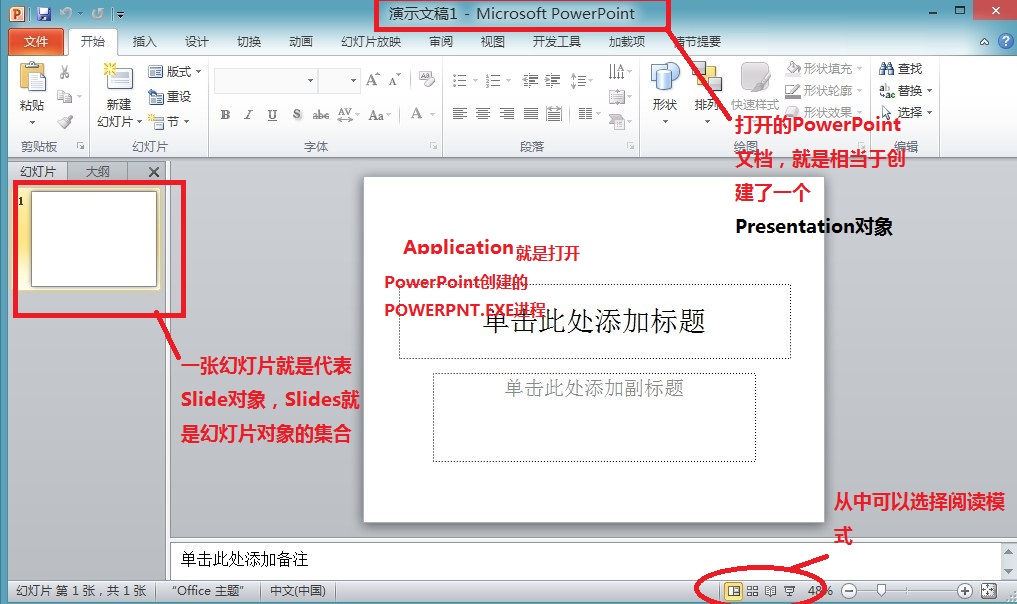 演示文稿1 - Microsoft PowerPoint
文件 开始 插入 设计 切换 动画 幻灯片放映 审阅 视图 开发工具 加载项 情节提要
粘贴
剪贴板
新建
幻灯片
版式
重设
节
幻灯片
B I U S abc AV Aa A
字体
段落
形状
排列
快速样式
形状填充
形状轮廓
形状效果
绘图
查找
替换
选择
编辑
幻灯片 大纲
1
打开的PowerPoint
文档，就是相当于创
建了一个
Presentation对象
Application就是打开
PowerPoint创建的
POWERPNT.EXE进程
单击此处添加标题
单击此处添加副标题
一张幻灯片就是代表
Slide对象，Slides就
是幻灯片对象的集合
从中可以选择阅读模
式
单击此处添加备注
幻灯片 第 1 张，共 1 张 "Office 主题" 中文(中国) 48%